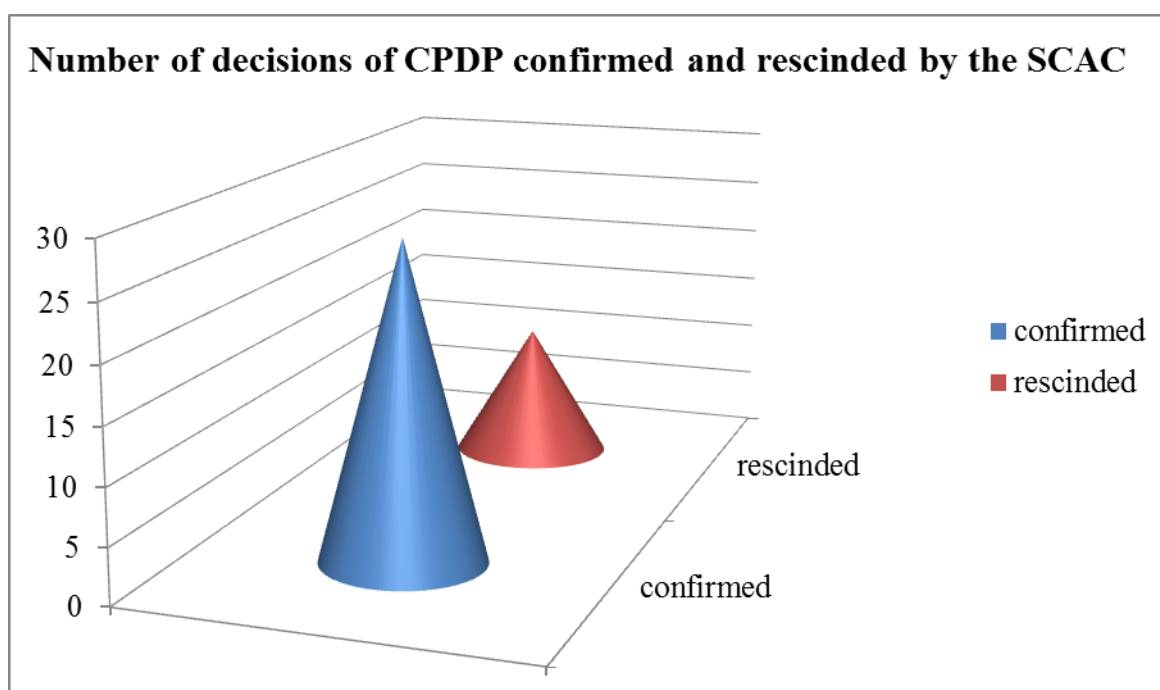 Number of decisions of CPDP confirmed and rescinded by the SCAC
30
25
20
15
10
5
0
rescinded
confirmed
confirmed
rescinded